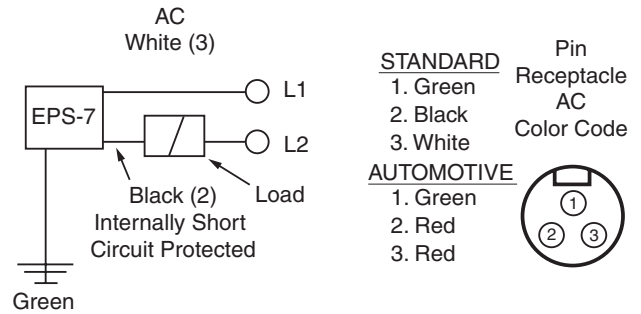 AC
White (3)
EPS-7
L1
L2
Black (2)
Internally Short
Circuit Protected
Load
Green
STANDARD
1. Green
2. Black
3. White
AUTOMOTIVE
1. Green
2. Red
3. Red
Pin
Receptacle
AC
Color Code
1
2
3